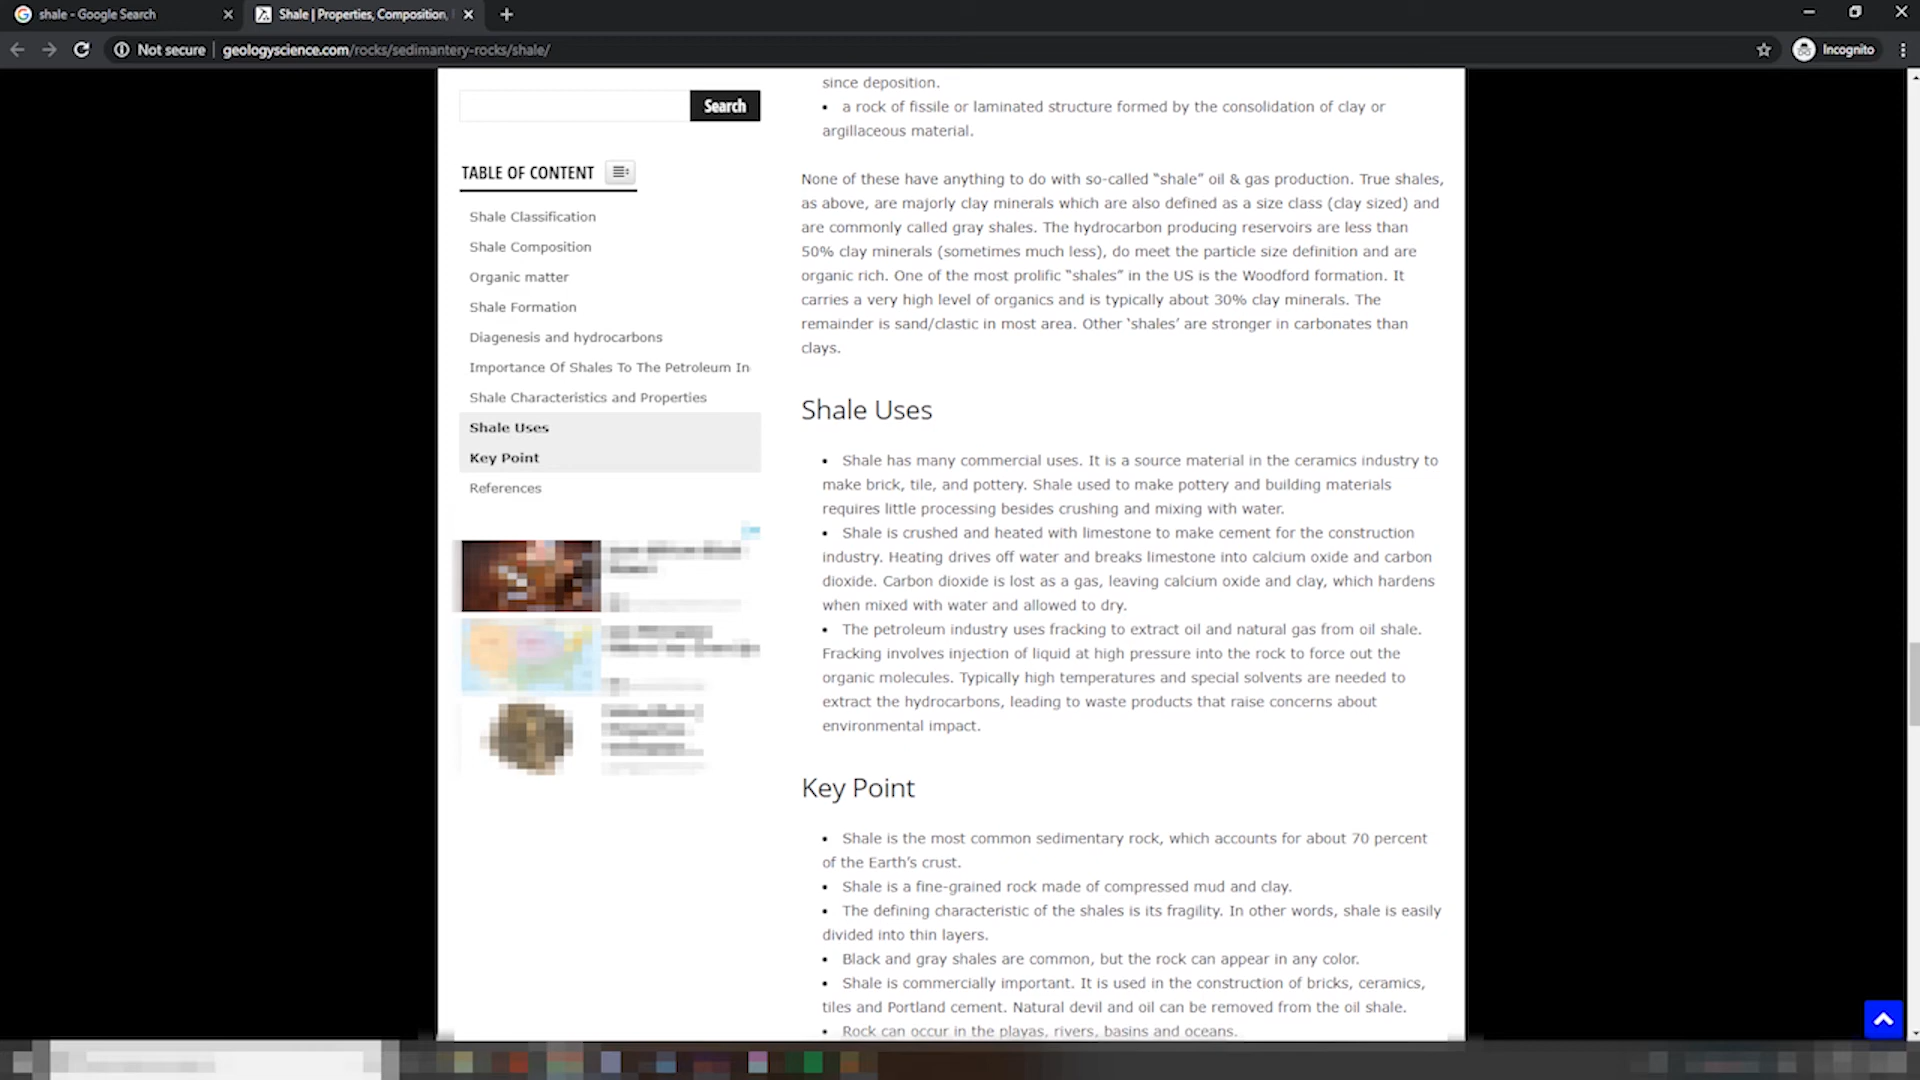 shale - Google Search
Shale | Properties, Composition,
Not secure
geologyscience.com/rocks/sedimantery-rocks/shale/
Incognito
Search
TABLE OF CONTENT
Shale Classification
Shale Composition
Organic matter
Shale Formation
Diagenesis and hydrocarbons
Importance Of Shales To The Petroleum In
Shale Characteristics and Properties
Shale Uses
Key Point
References
since deposition.
• a rock of fissile or laminated structure formed by the consolidation of clay or
argillaceous material.
None of these have anything to do with so-called “shale” oil & gas production. True shales,
as above, are majorly clay minerals which are also defined as a size class (clay sized) and
are commonly called gray shales. The hydrocarbon producing reservoirs are less than
50% clay minerals (sometimes much less), do meet the particle size definition and are
organic rich. One of the most prolific “shales” in the US is the Woodford formation. It
carries a very high level of organics and is typically about 30% clay minerals. The
remainder is sand/clastic in most area. Other ‘shales’ are stronger in carbonates than
clays.
Shale Uses
• Shale has many commercial uses. It is a source material in the ceramics industry to
make brick, tile, and pottery. Shale used to make pottery and building materials
requires little processing besides crushing and mixing with water.
• Shale is crushed and heated with limestone to make cement for the construction
industry. Heating drives off water and breaks limestone into calcium oxide and carbon
dioxide. Carbon dioxide is lost as a gas, leaving calcium oxide and clay, which hardens
when mixed with water and allowed to dry.
• The petroleum industry uses fracking to extract oil and natural gas from oil shale.
Fracking involves injection of liquid at high pressure into the rock to force out the
organic molecules. Typically high temperatures and special solvents are needed to
extract the hydrocarbons, leading to waste products that raise concerns about
environmental impact.
Key Point
• Shale is the most common sedimentary rock, which accounts for about 70 percent
of the Earth’s crust.
• Shale is a fine-grained rock made of compressed mud and clay.
• The defining characteristic of the shales is its fragility. In other words, shale is easily
divided into thin layers.
• Black and gray shales are common, but the rock can appear in any color.
• Shale is commercially important. It is used in the construction of bricks, ceramics,
tiles and Portland cement. Natural devil and oil can be removed from the oil shale.
• Rock can occur in the playas, rivers, basins and oceans.